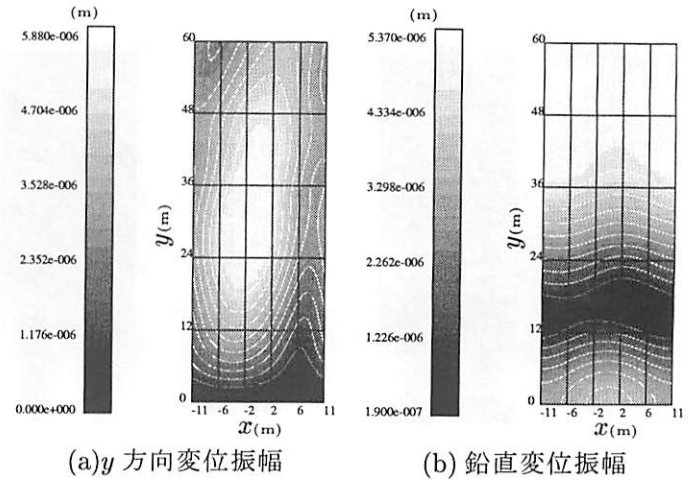 (m)
5.880e-006
4.704e-006
3.528e-006
2.352e-006
1.176e-006
0.000e+000
60
48
36
24
12
0
y(m)
-11 -6 -2 2 6 11
x(m)
(a)y 方向変位振幅
(m)
5.370e-006
4.334e-006
3.298e-006
2.262e-006
1.226e-006
1.900e-007
60
48
36
24
12
0
y(m)
-11 -6 -2 2 6 11
x(m)
(b) 鉛直変位振幅